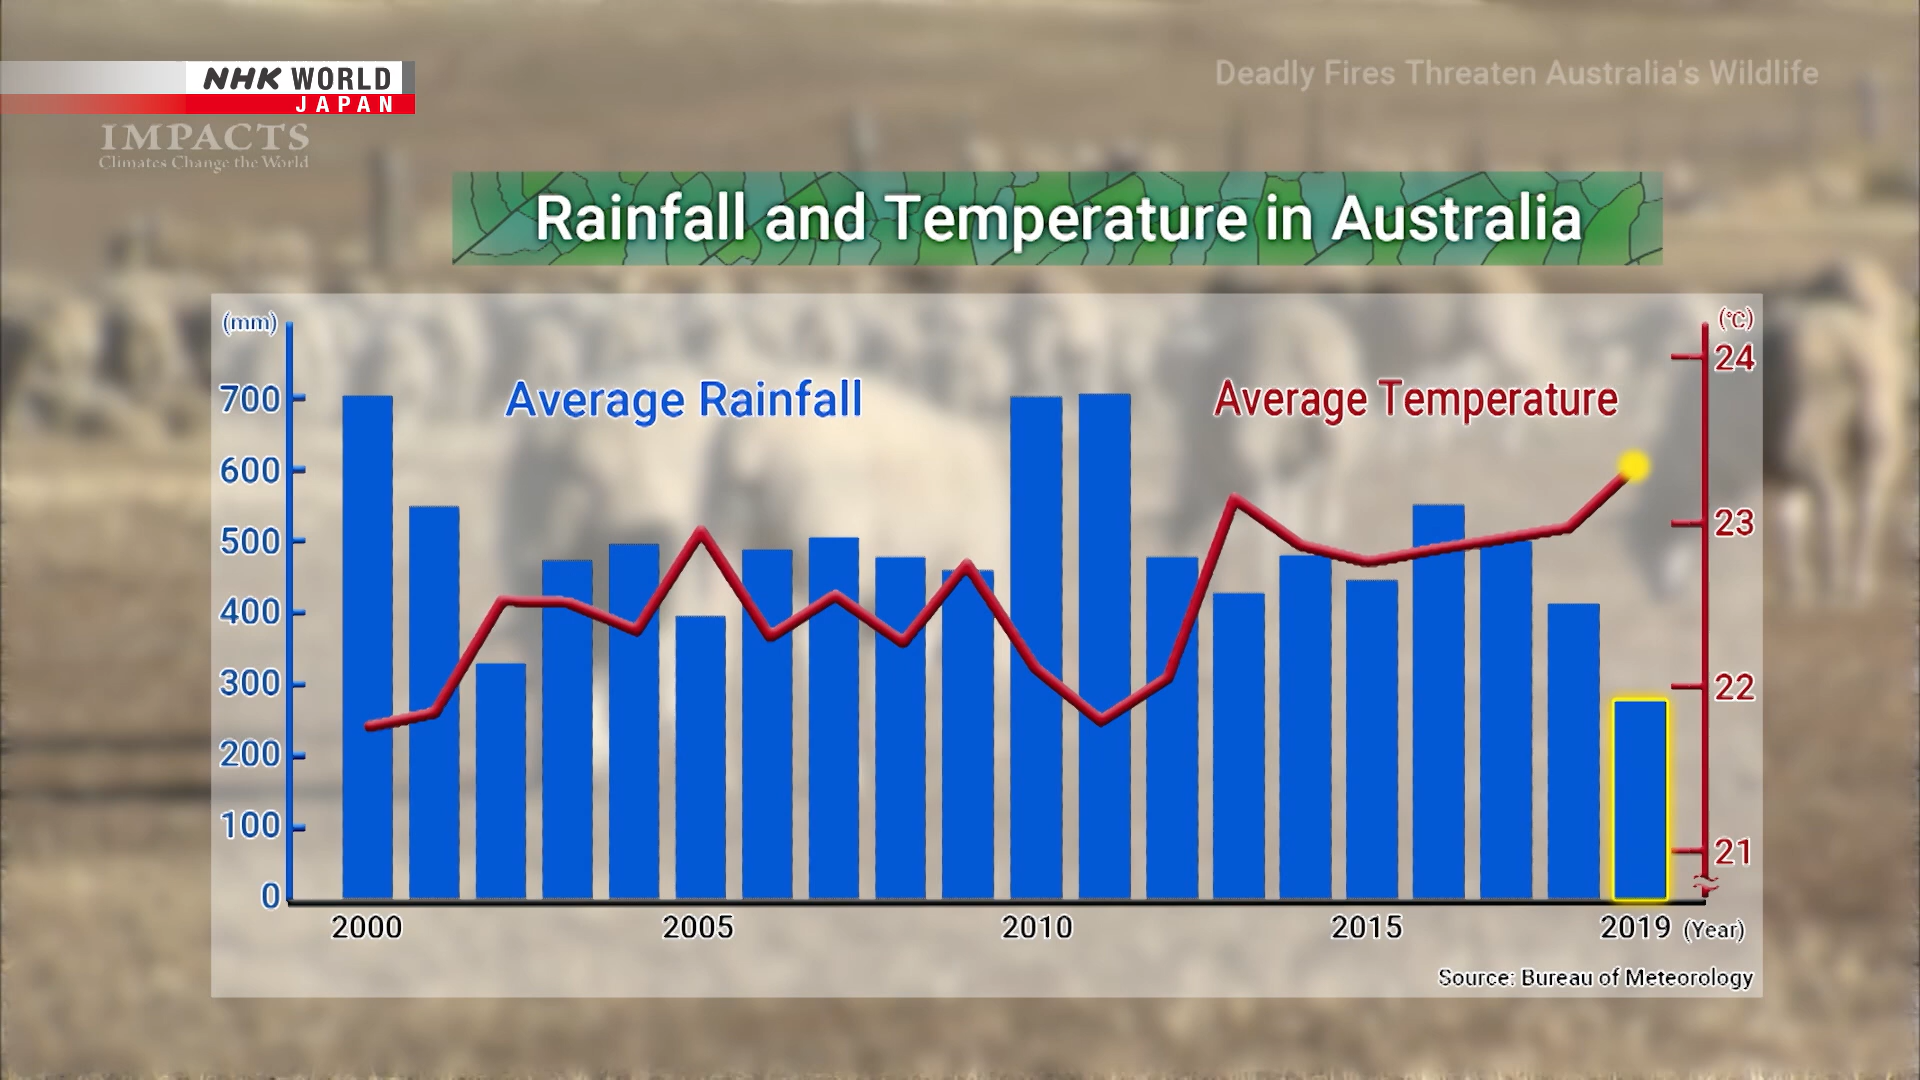 NHK WORLD
JAPAN
IMPACTS
Climates Change the World
Deadly Fires Threaten Australia's Wildlife
Rainfall and Temperature in Australia
(mm)
(℃)
Average Rainfall
Average Temperature
700
600
500
400
300
200
100
0
24
23
22
21
2000
2005
2010
2015
2019
(Year)
Source: Bureau of Meteorology